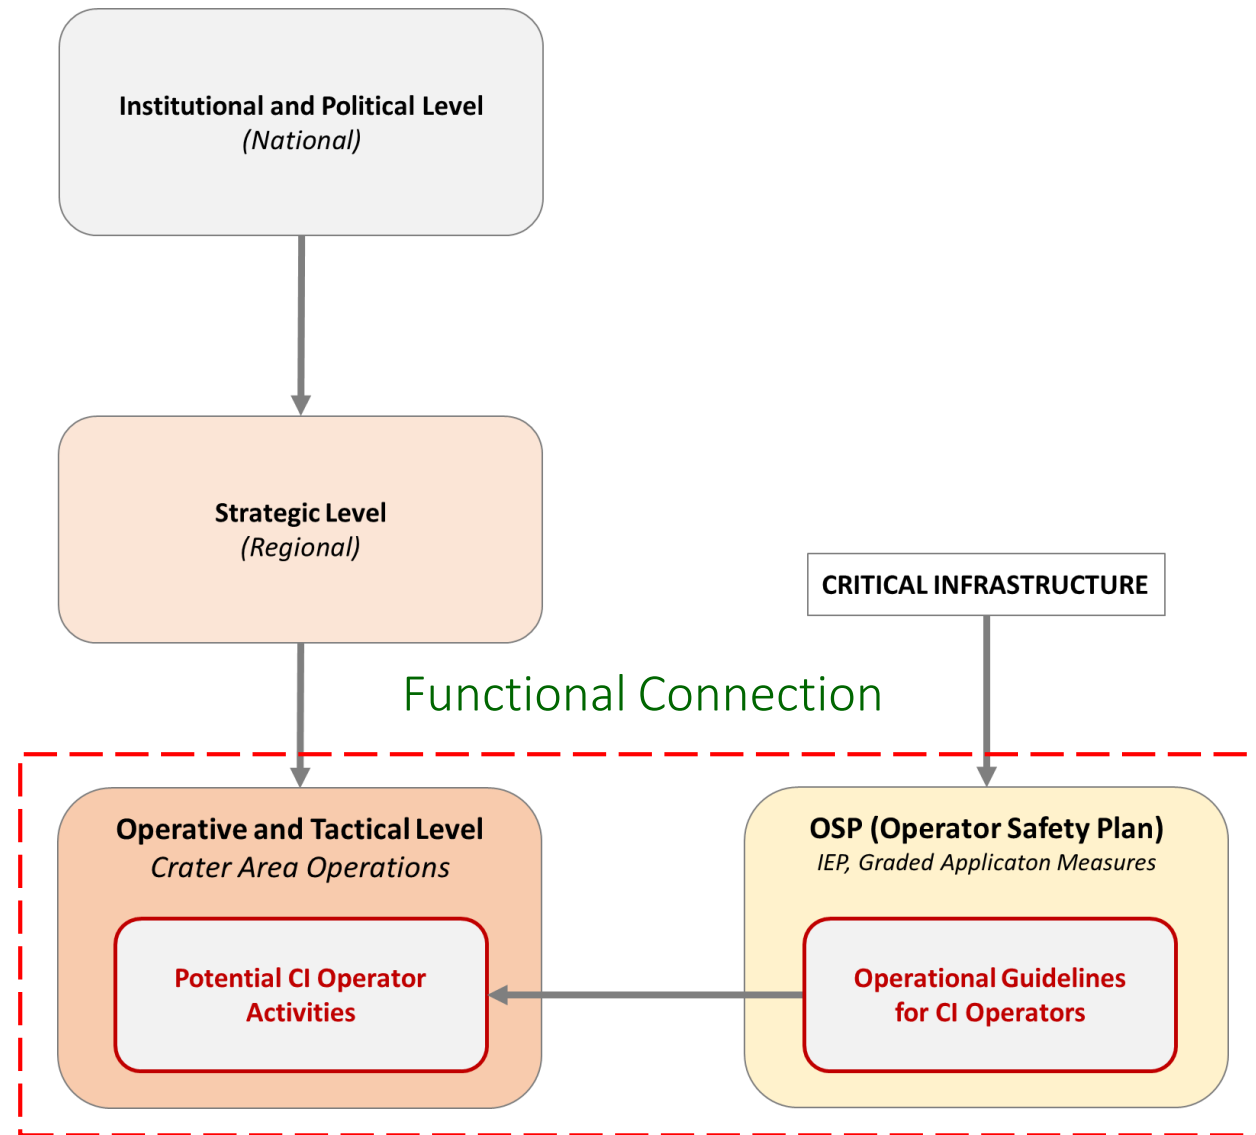 Institutional and Political Level
(National)
Strategic Level
(Regional)
CRITICAL INFRASTRUCTURE
Functional Connection
Operative and Tactical Level
Crater Area Operations
Potential CI Operator
Activities
OSP (Operator Safety Plan)
IEP, Graded Applicaton Measures
Operational Guidelines
for CI Operators